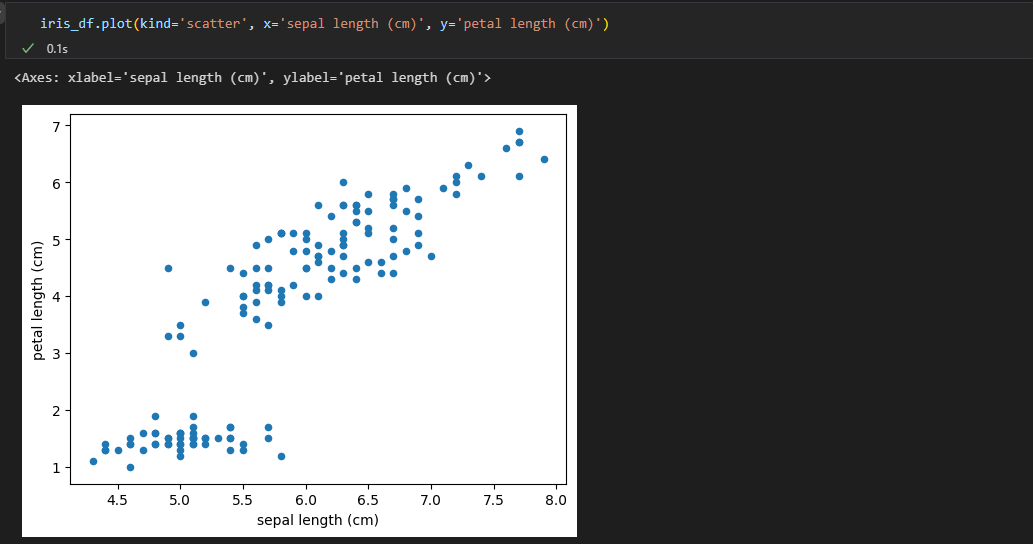 iris_df.plot(kind='scatter', x='sepal length (cm)', y='petal length (cm)')
0.1s
<Axes: xlabel='sepal length (cm)', ylabel='petal length (cm)'>
7
6
5
4
3
2
1
petal length (cm)
4.5 5.0 5.5 6.0 6.5 7.0 7.5 8.0
sepal length (cm)